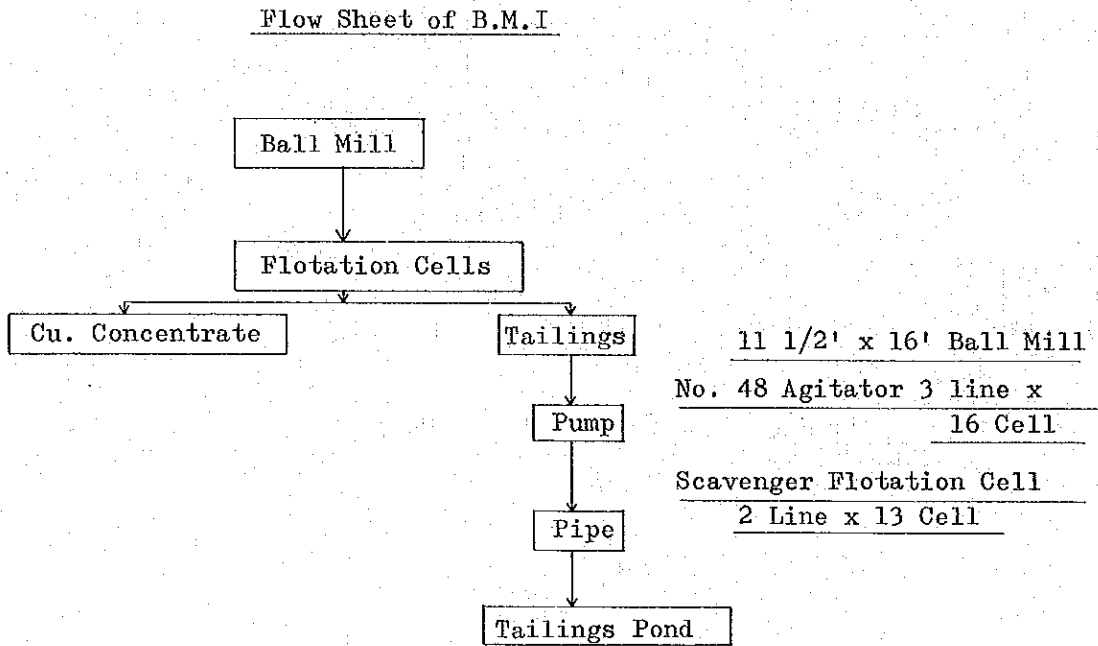 Flow Sheet of B.M.I
Ball Mill
Flotation Cells
Cu. Concentrate
Tailings
11 1/2' x 16' Ball Mill
No. 48 Agitator 3 line x
16 Cell
Pump
Scavenger Flotation Cell
2 Line x 13 Cell
Pipe
Tailings Pond